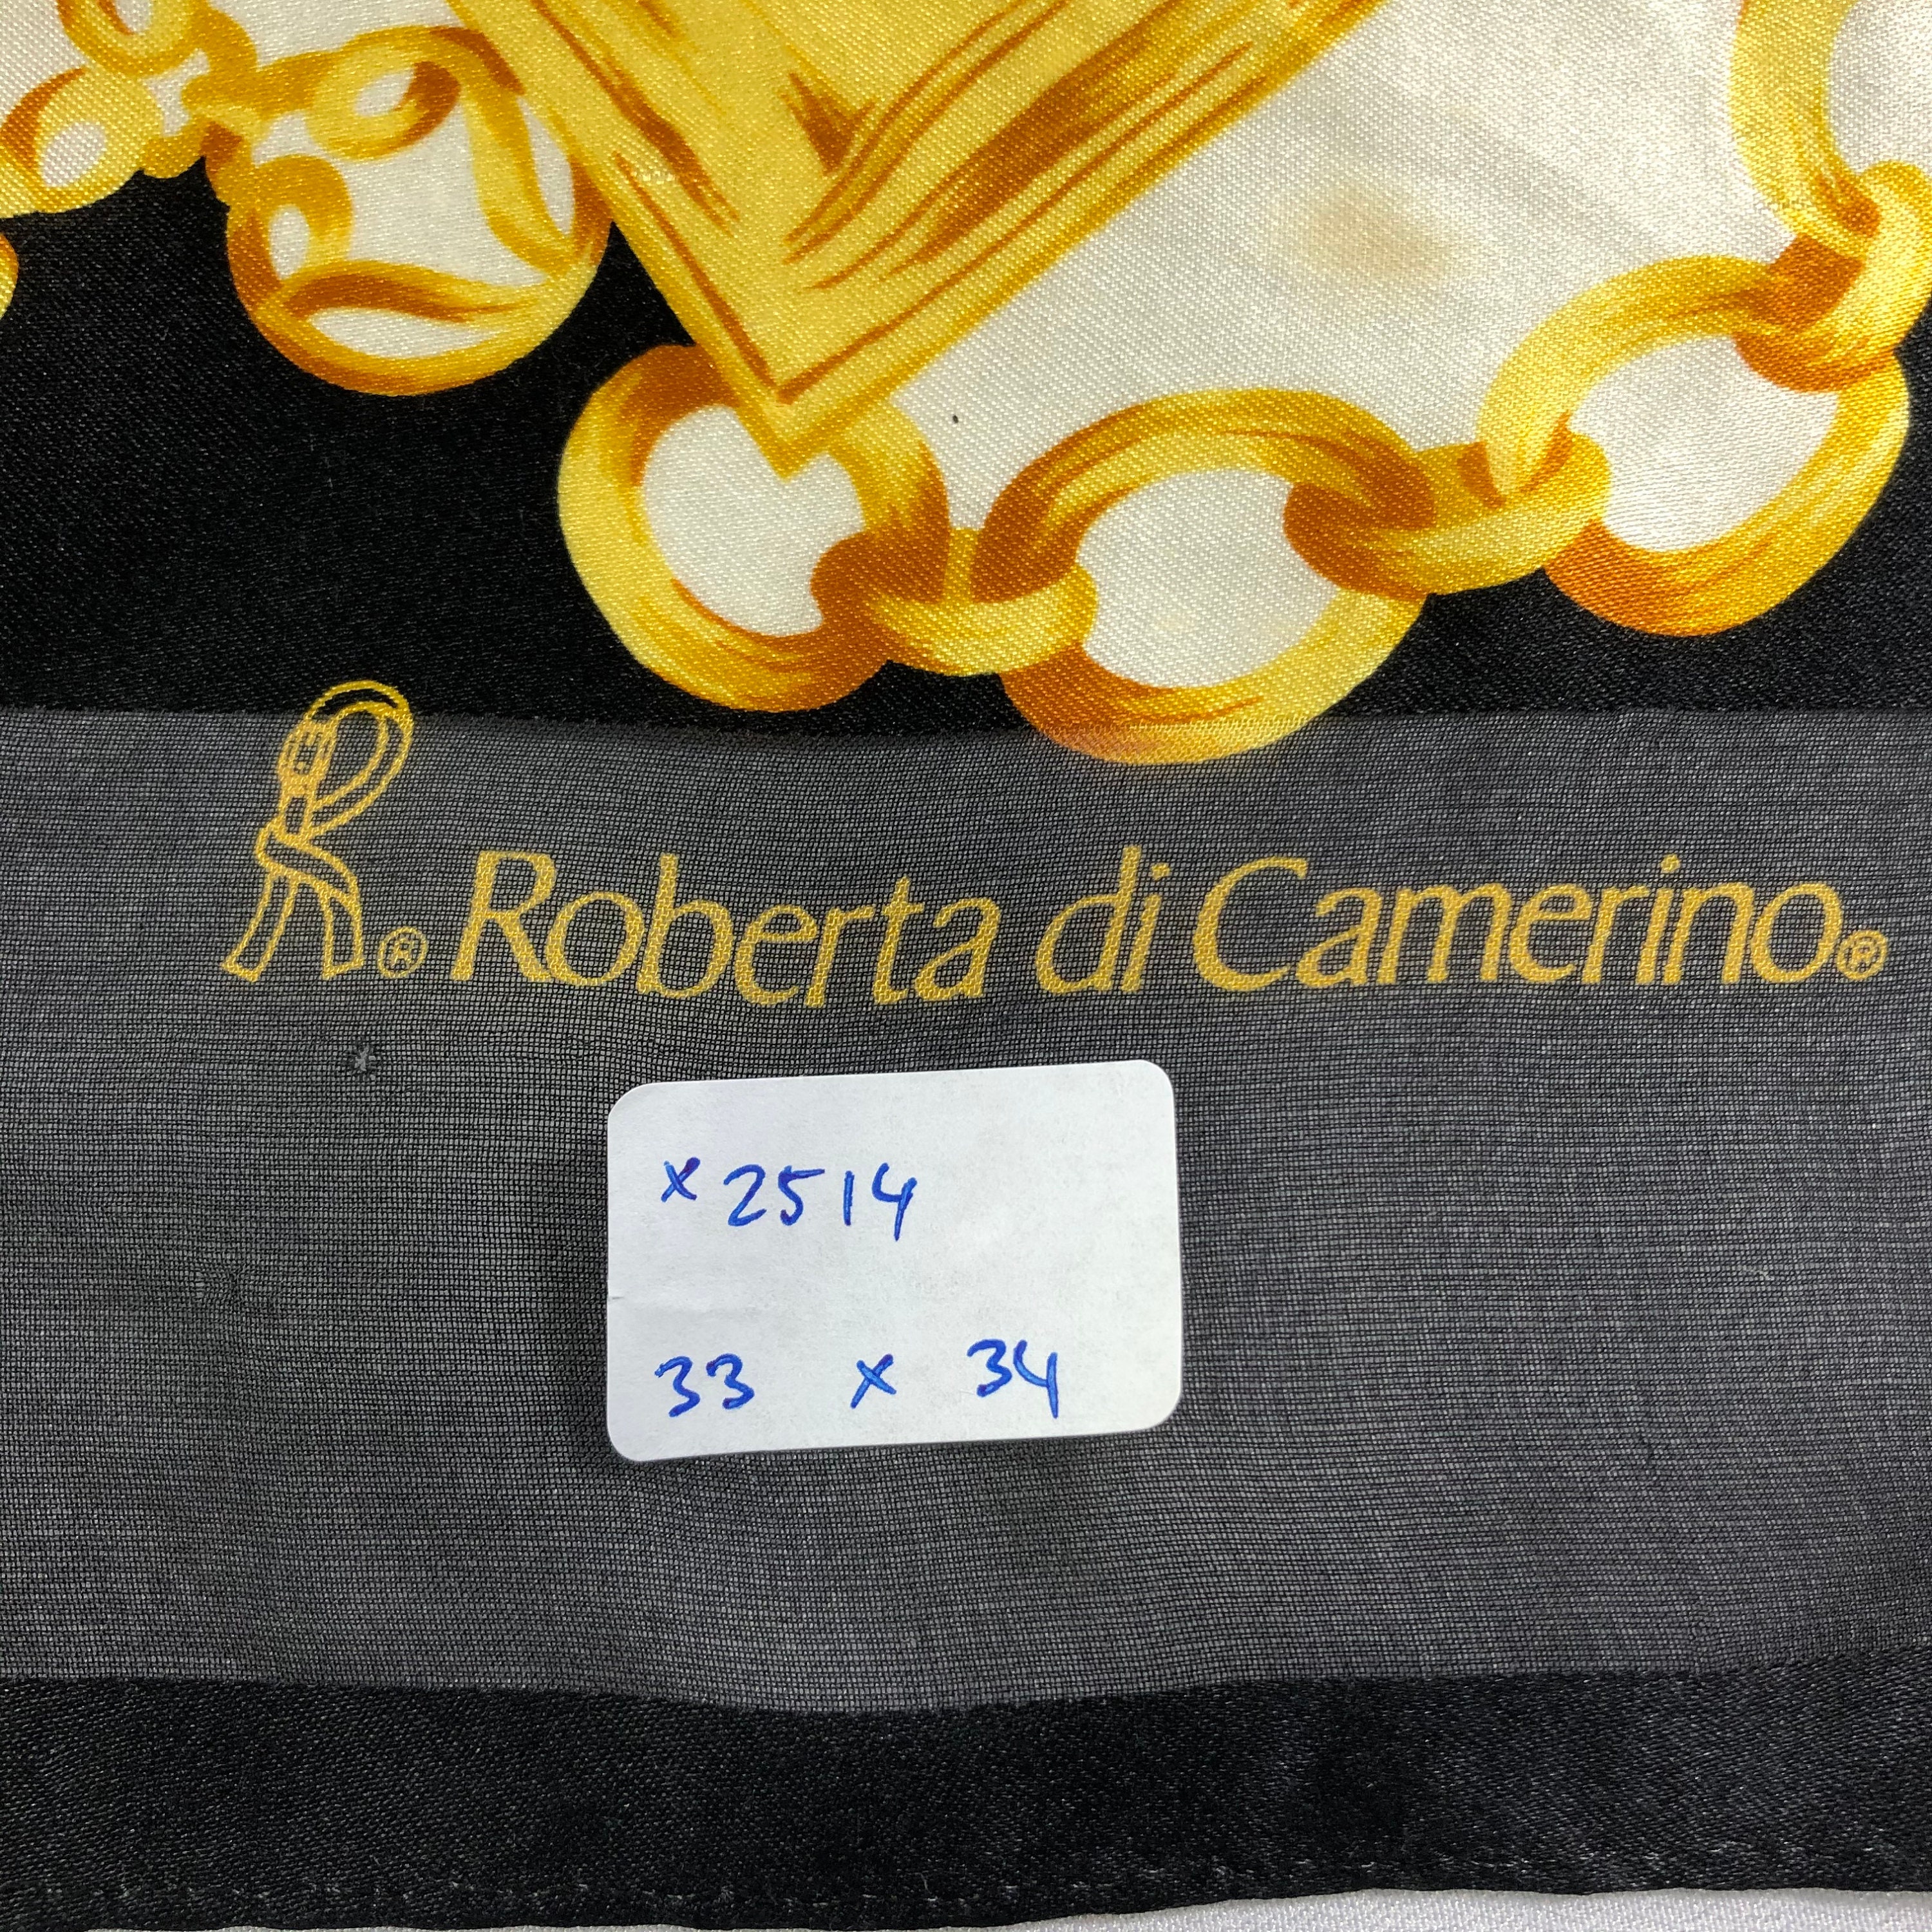 R® Roberta di Camerino®
x2514
33 x 34